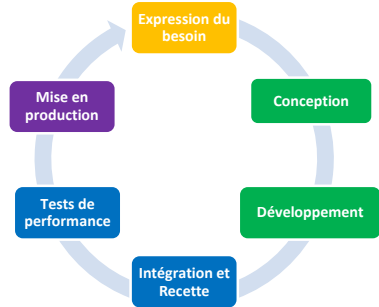 Expression du
besoin
Conception
Développement
Intégration et
Recette
Tests de
performance
Mise en
production